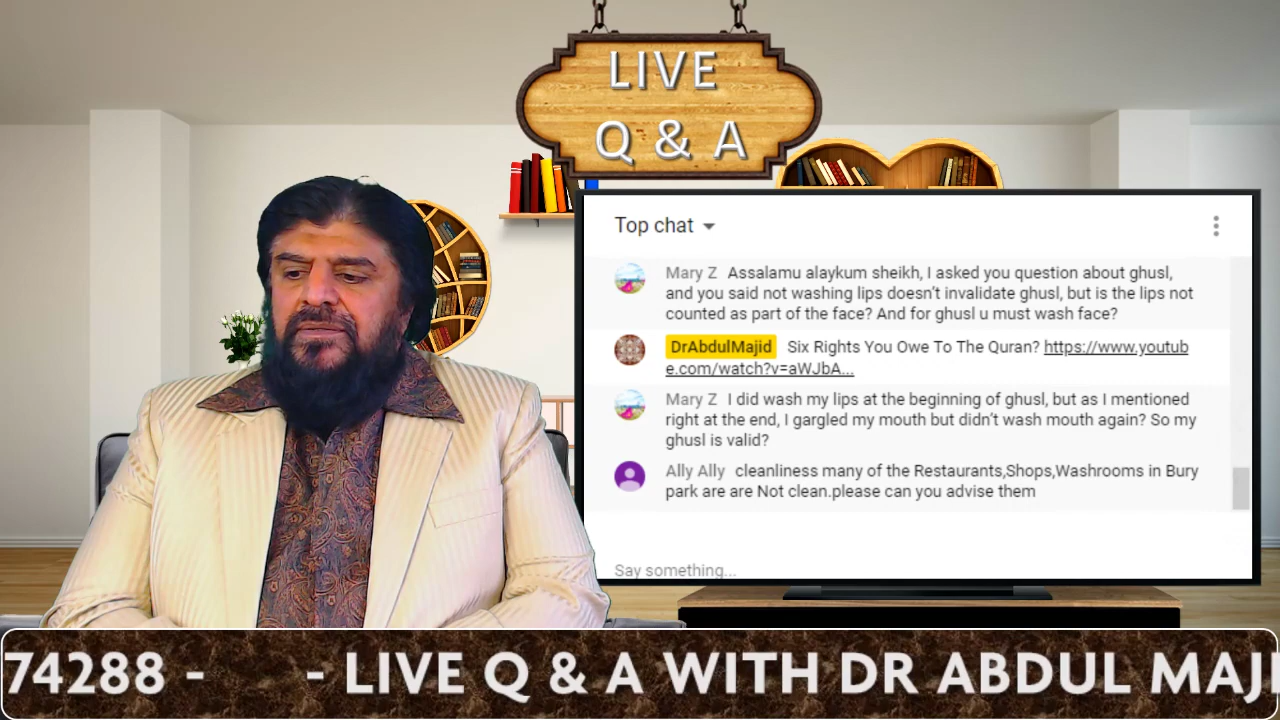 LIVE
Q & A
Top chat
Mary Z Assalamu alaykum sheikh, I asked you question about ghusl,
and you said not washing lips doesn't invalidate ghusl, but is the lips not
counted as part of the face? And for ghusl u must wash face?
DrAbdulMajid Six Rights You Owe To The Quran? https://www.youtub
e.com/watch?v=aWJbA...
Mary Z I did wash my lips at the beginning of ghusl, but as I mentioned
right at the end, I gargled my mouth but didn't wash mouth again? So my
ghusl is valid?
Ally Ally cleanliness many of the Restaurants,Shops,Washrooms in Bury
park are are Not clean.please can you advise them
Say something...
74288 - - LIVE Q & A WITH DR ABDUL MAJI